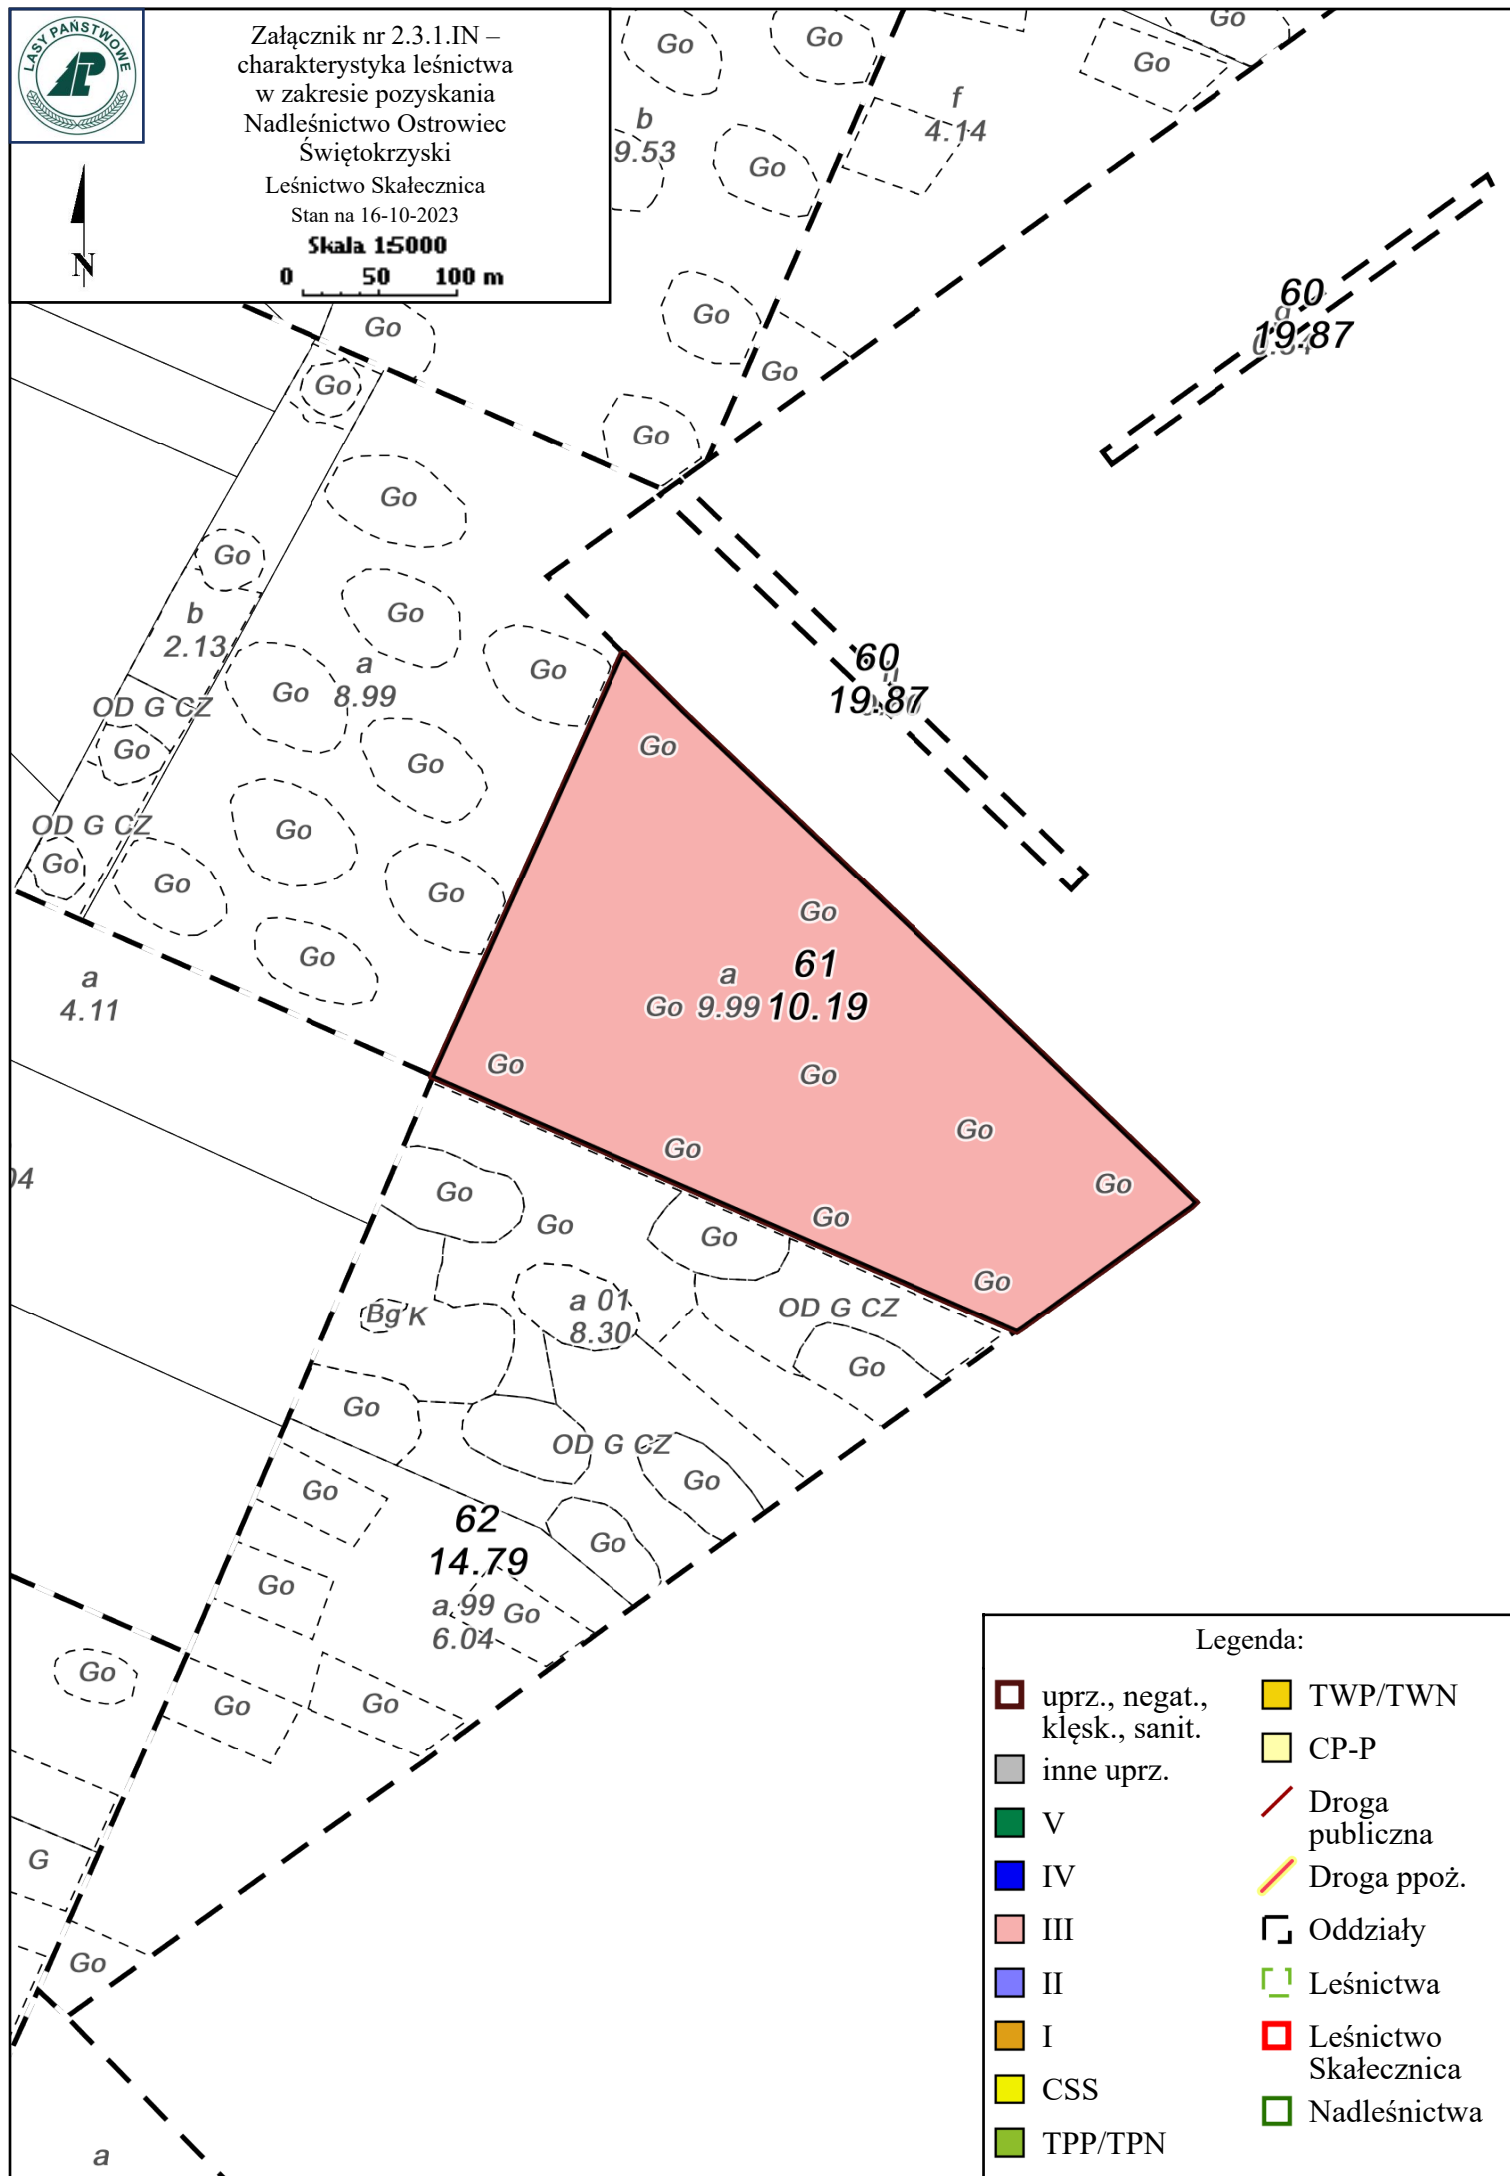 LASY PAŃSTWOWE
Załącznik nr 2.3.1.IN –
charakterystyka leśnictwa
w zakresie pozyskania
Nadleśnictwo Ostrowiec
Świętokrzyski
Leśnictwo Skałecznica
Stan na 16-10-2023
Skala 1:5000
0 50 100 m
N
Go
Go
Go
Go
b
9.53
f
4.14
Go
Go
Go
Go
Go
Go
Go
60
19.87
Go
Go
b
2.13
Go
a
8.99
Go
Go
60
19.87
OD G CZ
Go
Go
Go
OD G CZ
Go
Go
Go
Go
Go
Go
a
4.11
a
Go 9.99
61
10.19
Go
Go
Go
Go
Go
Go
Go
Go
04
Go
Go
Go
a 01
8.30
OD G CZ
Bg K
Go
Go
OD G CZ
Go
Go
Go
62
14.79
a 99
6.04
Go
Go
Go
Go
Go
G
Go
a
Legenda:
uprz., negat.,
klęsk., sanit.
inne uprz.
V
IV
III
II
I
CSS
TPP/TPN
TWP/TWN
CP-P
Droga
publiczna
Droga ppoż.
Oddziały
Leśnictwa
Leśnictwo
Skałecznica
Nadleśnictwa